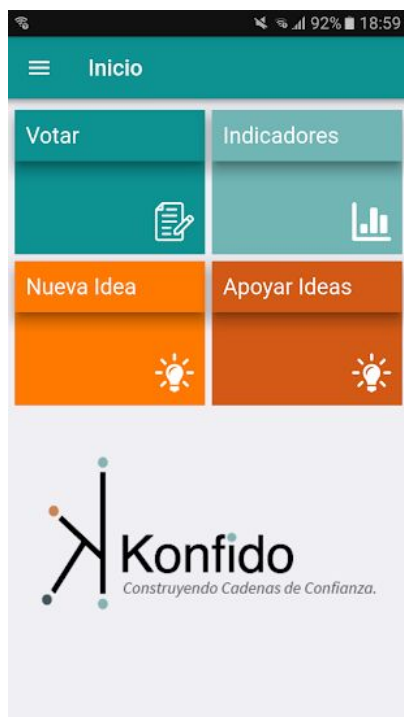 92% 18:59
Inicio
Votar
Indicadores
Nueva Idea
Apoyar Ideas
Konfido
Construyendo Cadenas de Confianza.